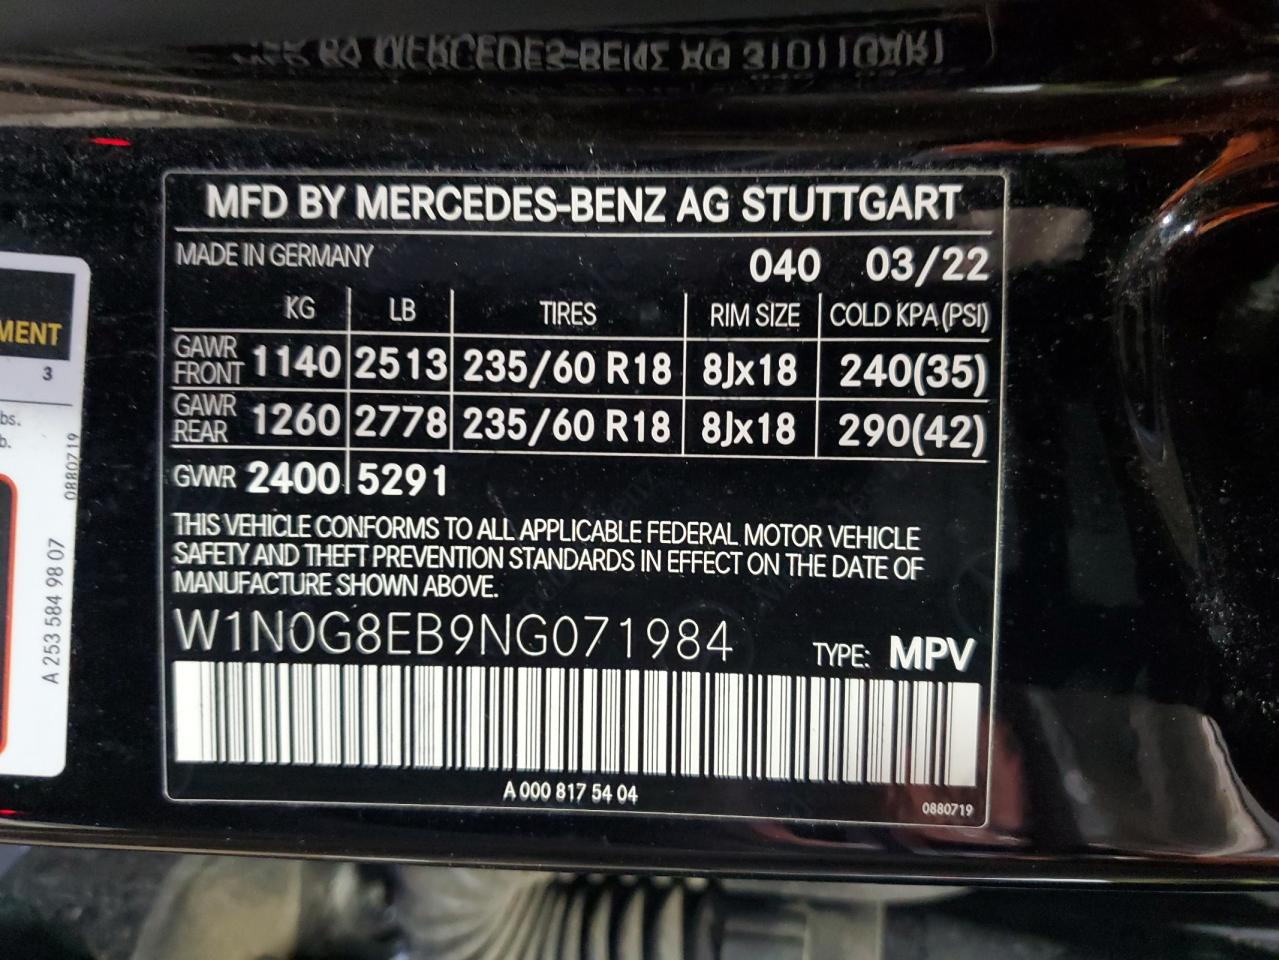 MFD BY MERCEDES-BENZ AG STUTTGART
MADE IN GERMANY 040 03/22
KG LB TIRES RIM SIZE COLD KPA(PSI)
GAWR FRONT 1140 2513 235/60 R18 8Jx18 240(35)
GAWR REAR 1260 2778 235/60 R18 8Jx18 290(42)
GVWR 2400 5291
THIS VEHICLE CONFORMS TO ALL APPLICABLE FEDERAL MOTOR VEHICLE
SAFETY AND THEFT PREVENTION STANDARDS IN EFFECT ON THE DATE OF
MANUFACTURE SHOWN ABOVE.
W1N0G8EB9NG071984 TYPE: MPV
A 000 817 54 04
0880719
MENT
3
bs.
b.
0880719
A 253 584 98 07